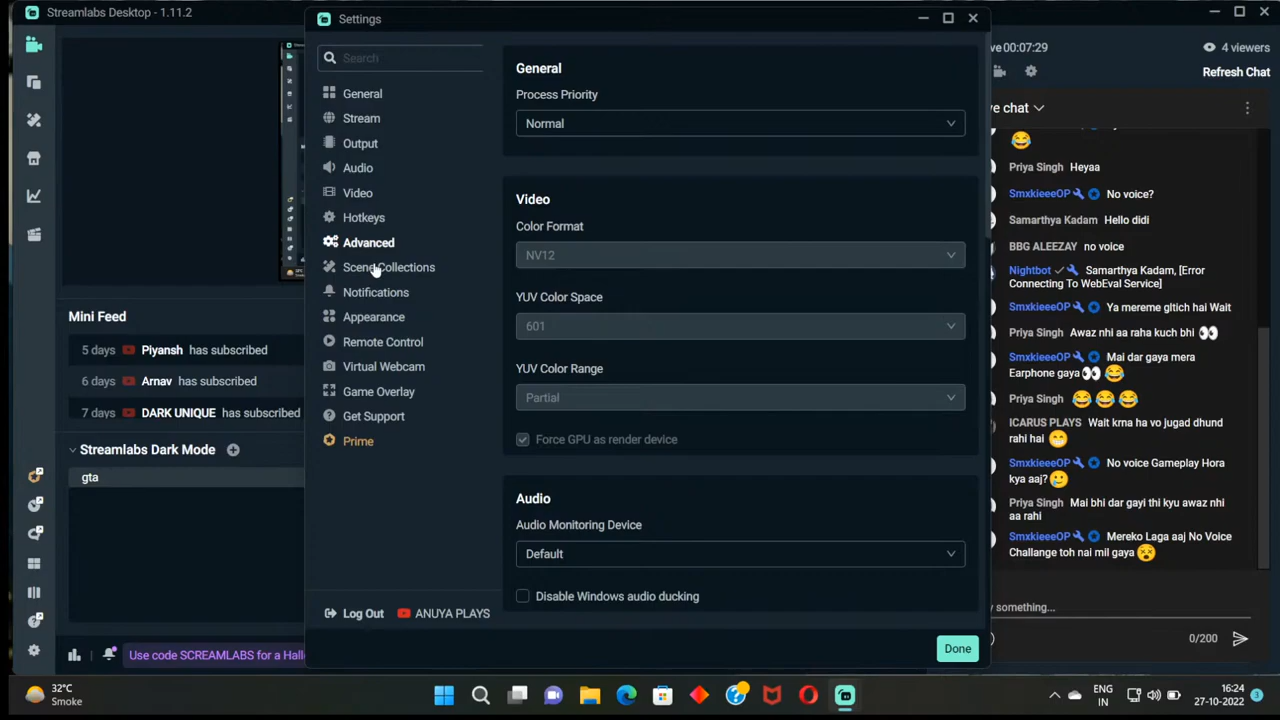 Streamlabs Desktop - 1.11.2
Mini Feed
5 days Piyansh has subscribed
6 days Arnav has subscribed
7 days DARK UNIQUE has subscribed
Streamlabs Dark Mode
gta
Use code SCREAMLABS for a Hall
Settings
Search
General
Stream
Output
Audio
Video
Hotkeys
Advanced
Scene Collections
Notifications
Appearance
Remote Control
Virtual Webcam
Game Overlay
Get Support
Prime
Log Out ANUYA PLAYS
General
Process Priority
Normal
Video
Color Format
NV12
YUV Color Space
601
YUV Color Range
Partial
Force GPU as render device
Audio
Audio Monitoring Device
Default
Disable Windows audio ducking
Done
ve 00:07:29 4 viewers
Refresh Chat
ve chat
😂
Priya Singh Heyaa
SmxkieeeOP No voice?
Samarthya Kadam Hello didi
BBG ALEEZAY no voice
Nightbot Samarthya Kadam, [Error
Connecting To WebEval Service]
SmxkieeeOP Ya mereme gltich hai Wait
Priya Singh Awaz nhi aa raha kuch bhi 👀
SmxkieeeOP Mai dar gaya mera
Earphone gaya👀 😂
Priya Singh 😂 😂 😂
ICARUS PLAYS Wait krna ha vo jugad dhund
rahi hai 😁
SmxkieeeOP No voice Gameplay Hora
kya aaj? 🥲
Priya Singh Mai bhi dar gayi thi kyu awaz nhi
aa rahi
SmxkieeeOP Mereko Laga aaj No Voice
Challange toh nai mil gaya 😵
y something...
0/200
32°C
Smoke
ENG
IN
16:24
27-10-2022
3